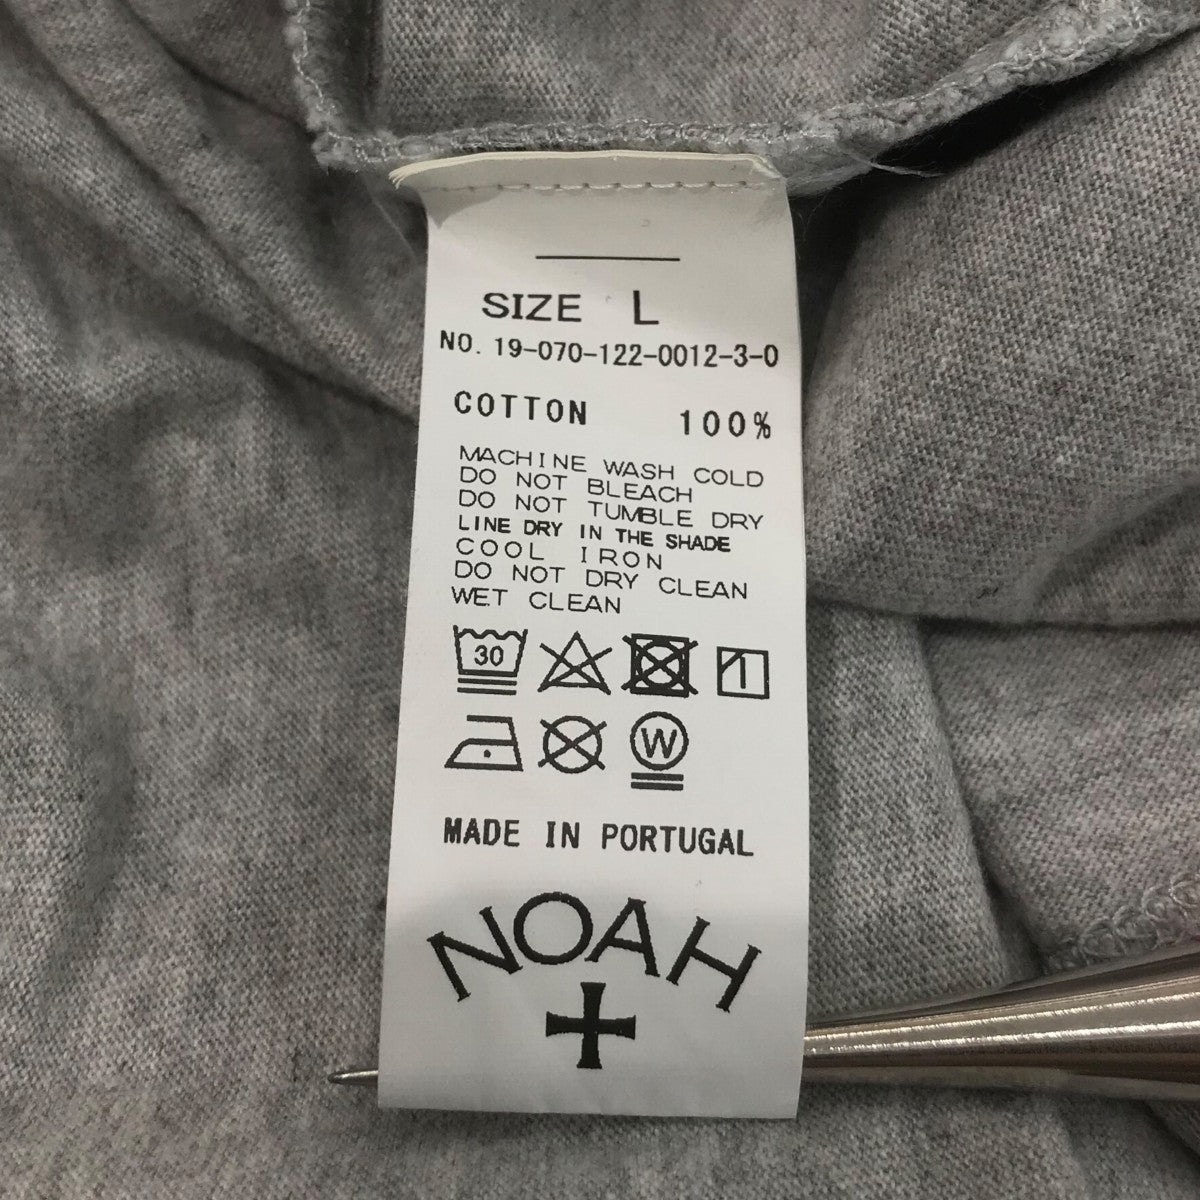 SIZE L
NO. 19-070-122-0012-3-0
COTTON 100%
MACHINE WASH COLD
DO NOT BLEACH
DO NOT TUMBLE DRY
LINE DRY IN THE SHADE
COOL IRON
DO NOT DRY CLEAN
WET CLEAN
30
W
MADE IN PORTUGAL
NOAH